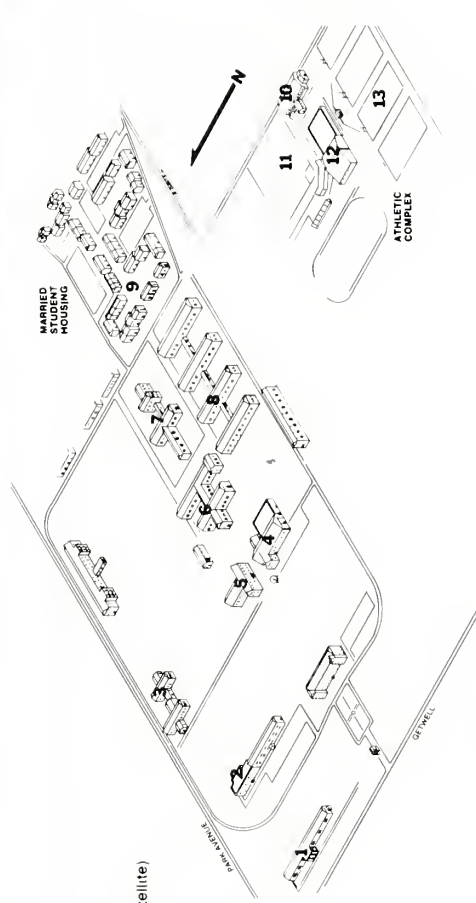 N
MARRIED
STUDENT
HOUSING
10
11
12
13
ATHLETIC
COMPLEX
9
7
8
6
4
5
3
2
1
PARK AVENUE
GETWELL
ellite)